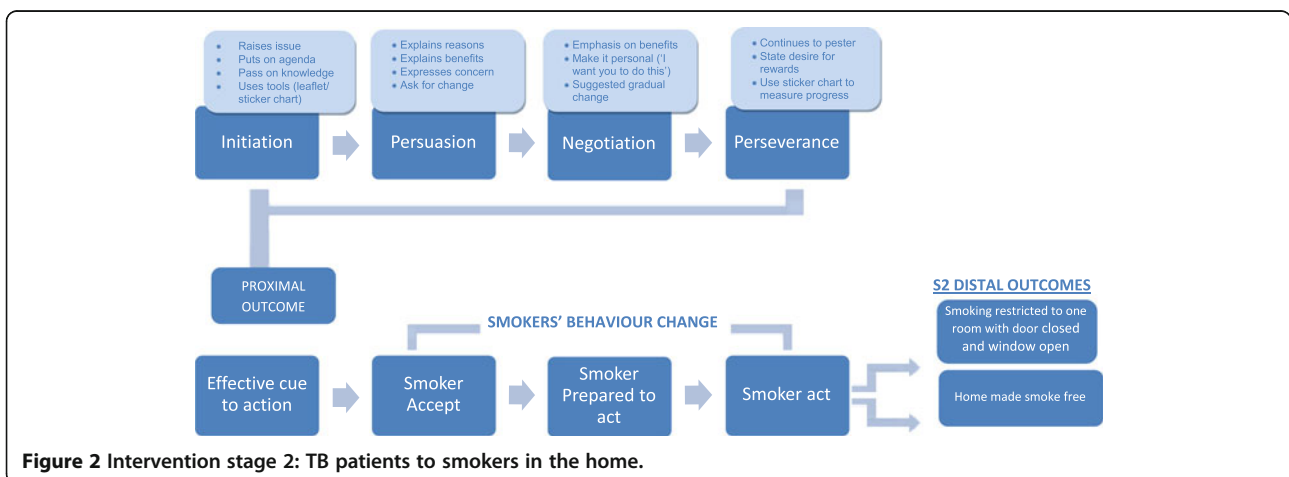 • Raises issue
• Puts on agenda
• Pass on knowledge
• Uses tools (leaflet/
sticker chart)
• Explains reasons
• Explains benefits
• Expresses concern
• Ask for change
• Emphasis on benefits
• Make it personal (‘I
want you to do this’)
• Suggested gradual
change
• Continues to pester
• State desire for
rewards
• Use sticker chart to
measure progress
Initiation
Persuasion
Negotiation
Perseverance
PROXIMAL
OUTCOME
SMOKERS’ BEHAVIOUR CHANGE
S2 DISTAL OUTCOMES
Smoking restricted to one
room with door closed
and window open
Effective cue
to action
Smoker
Accept
Smoker
Prepared to
act
Smoker act
Home made smoke free
Figure 2 Intervention stage 2: TB patients to smokers in the home.